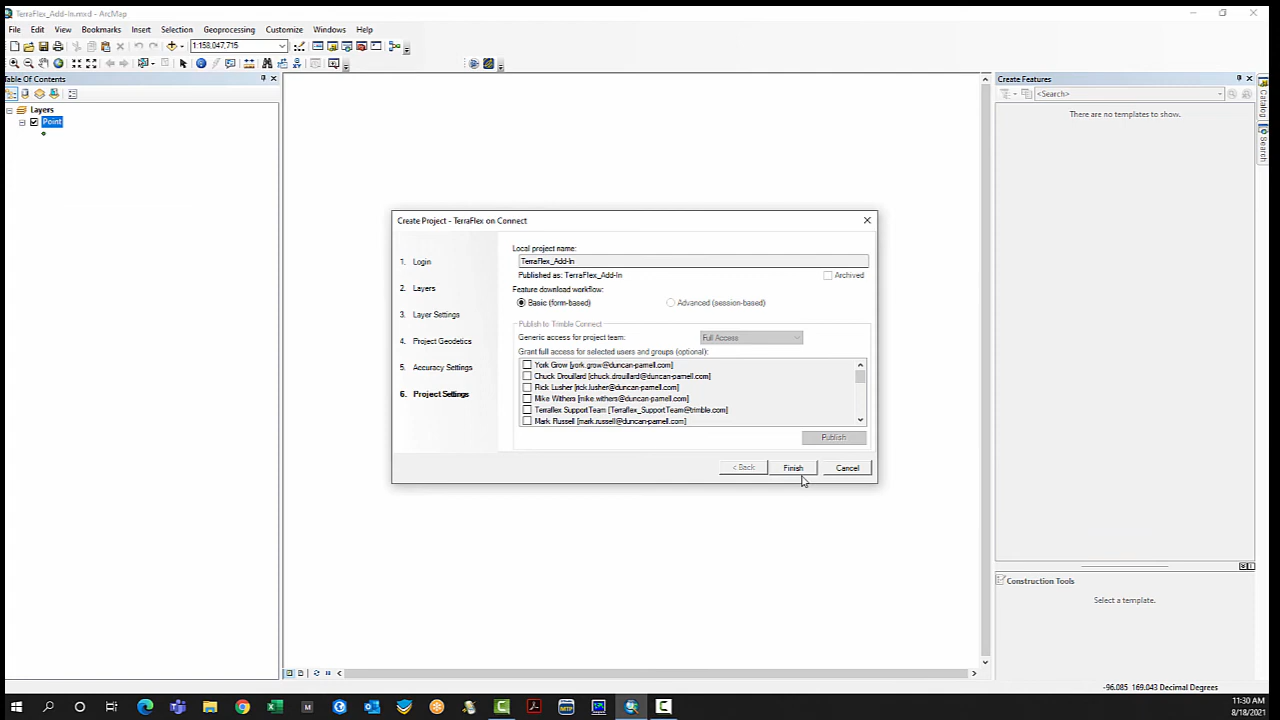 TerraFlex_Add-In.mxd - ArcMap
File Edit View Bookmarks Insert Selection Geoprocessing Customize Windows Help
1:158,047,715
Table Of Contents
Layers
Point
Create Features
<Search>
There are no templates to show.
Catalog
Search
Create Project - TerraFlex on Connect
1. Login
2. Layers
3. Layer Settings
4. Project Geodetics
5. Accuracy Settings
6. Project Settings
Local project name:
TerraFlex_Add-In
Published as: TerraFlex_Add-In
Archived
Feature download workflow:
Basic (form-based)
Advanced (session-based)
Publish to Trimble Connect
Generic access for project team:
Full Access
Grant full access for selected users and groups (optional):
York Grow [york.grow@duncan-parnell.com]
Chuck Drouillard [chuck.drouillard@duncan-parnell.com]
Rick Lusher [rick.lusher@duncan-parnell.com]
Mike Withers [mike.withers@duncan-parnell.com]
Terraflex SupportTeam [Terraflex_SupportTeam@trimble.com]
Mark Russell [mark.russell@duncan-parnell.com]
Publish
< Back
Finish
Cancel
Construction Tools
Select a template.
-96.085 169.043 Decimal Degrees
MTP
11:30 AM
8/18/2021